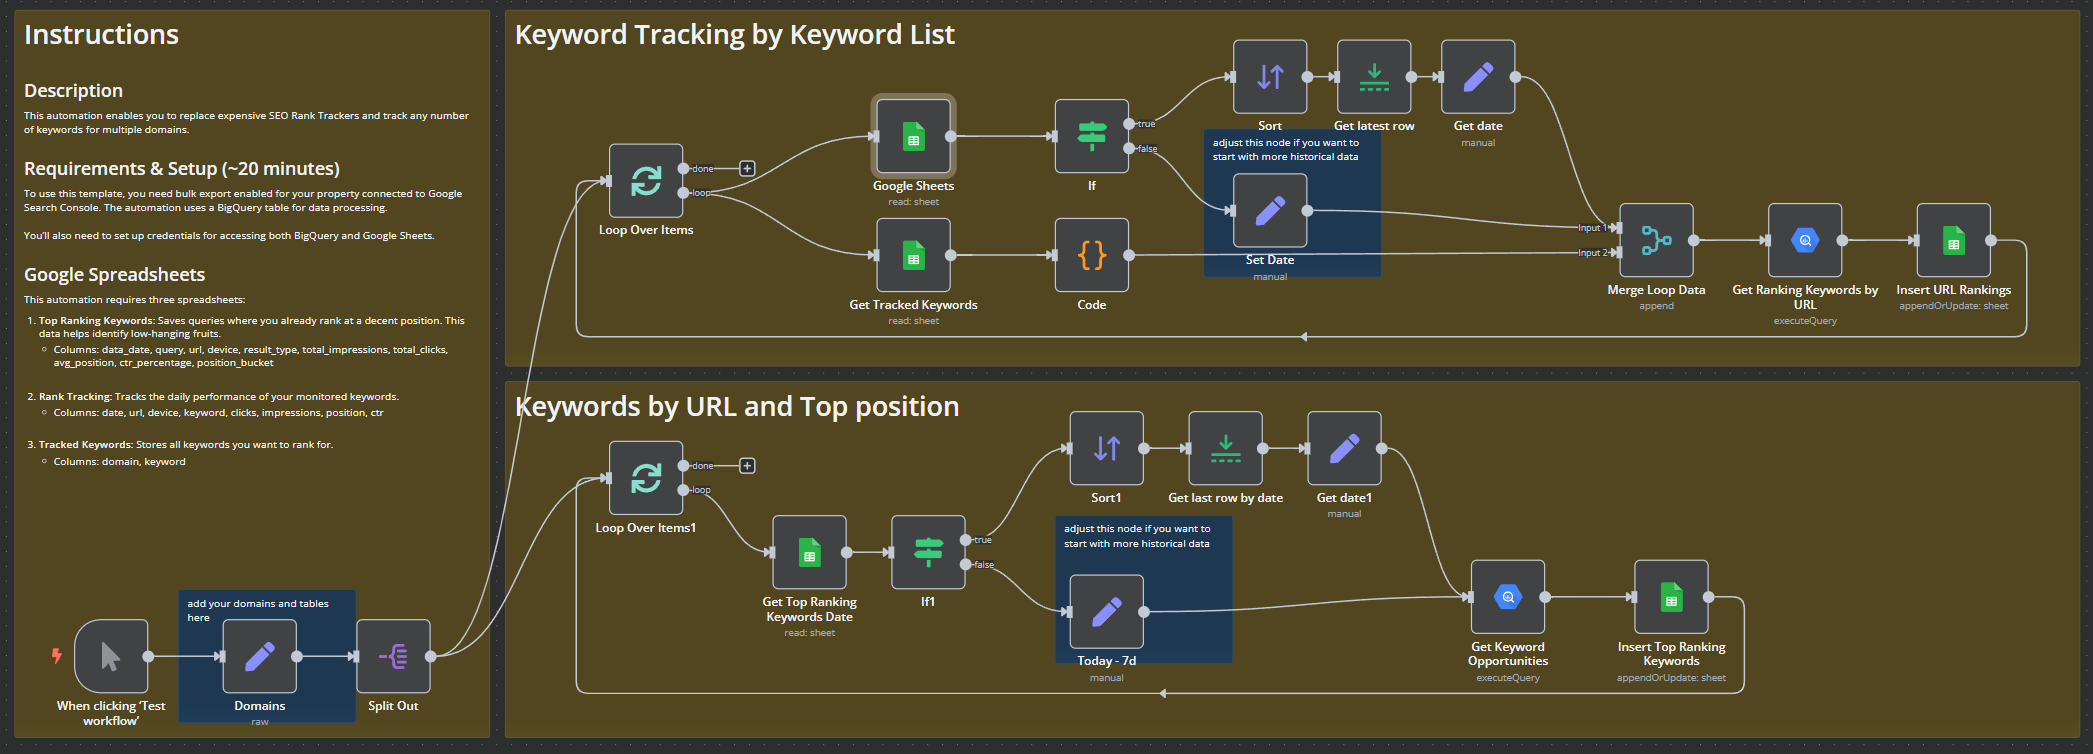 Instructions
Description
This automation enables you to replace expensive SEO Rank Trackers and track any number
of keywords for multiple domains.
Requirements & Setup (~20 minutes)
To use this template, you need bulk export enabled for your property connected to Google
Search Console. The automation uses a BigQuery table for data processing.
You'll also need to set up credentials for accessing both BigQuery and Google Sheets.
Google Spreadsheets
This automation requires three spreadsheets:
1. Top Ranking Keywords: Saves queries where you already rank at a decent position. This
data helps identify low-hanging fruits.
Columns: data_date, query, url, device, result_type, total_impressions, total_clicks,
avg_position, ctr_percentage, position_bucket
2. Rank Tracking: Tracks the daily performance of your monitored keywords.
Columns: date, url, device, keyword, clicks, impressions, position, ctr
3. Tracked Keywords: Stores all keywords you want to rank for.
Columns: domain, keyword
add your domains and tables
here
When clicking 'Test
workflow'
Domains
raw
Split Out
Keyword Tracking by Keyword List
Loop Over Items
done
loop
Google Sheets
read: sheet
Get Tracked Keywords
read: sheet
If
true
false
Code
Sort
Get latest row
Get date
manual
adjust this node if you want to
start with more historical data
Set Date
manual
Input 1
Input 2
Merge Loop Data
append
Get Ranking Keywords by
URL
executeQuery
Insert URL Rankings
appendOrUpdate: sheet
Keywords by URL and Top position
Loop Over Items1
done
loop
Get Top Ranking
Keywords Date
read: sheet
If1
true
false
Sort1
Get last row by date
Get date1
manual
adjust this node if you want to
start with more historical data
Today - 7d
manual
Get Keyword
Opportunities
executeQuery
Insert Top Ranking
Keywords
appendOrUpdate: sheet